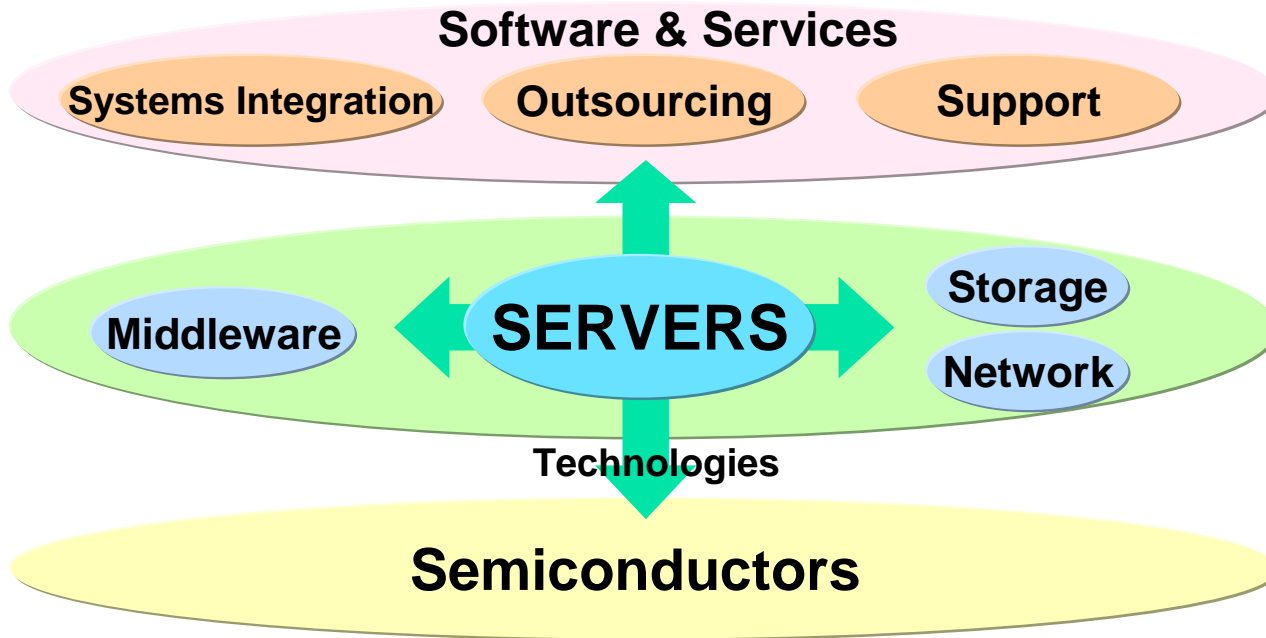 Software & Services
Systems Integration
Outsourcing
Support
Middleware
SERVERS
Storage
Network
Technologies
Semiconductors